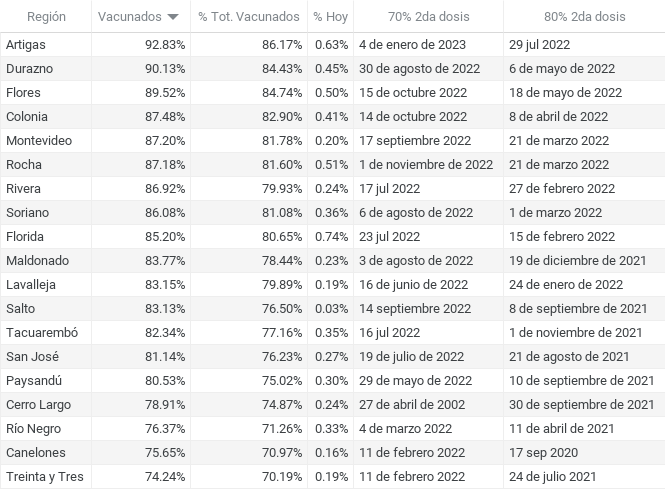 Región Vacunados % Tot. Vacunados % Hoy 70% 2da dosis 80% 2da dosis
Artigas 92.83% 86.17% 0.63% 4 de enero de 2023 29 jul 2022
Durazno 90.13% 84.43% 0.45% 30 de agosto de 2022 6 de mayo de 2022
Flores 89.52% 84.74% 0.50% 15 de octubre de 2022 18 de mayo de 2022
Colonia 87.48% 82.90% 0.41% 14 de octubre de 2022 8 de abril de 2022
Montevideo 87.20% 81.78% 0.20% 17 septiembre 2022 21 de marzo 2022
Rocha 87.18% 81.60% 0.51% 1 de noviembre de 2022 21 de marzo 2022
Rivera 86.92% 79.93% 0.24% 17 jul 2022 27 de febrero 2022
Soriano 86.08% 81.08% 0.36% 6 de agosto de 2022 1 de marzo 2022
Florida 85.20% 80.65% 0.74% 23 jul 2022 15 de febrero 2022
Maldonado 83.77% 78.44% 0.23% 3 de agosto de 2022 19 de diciembre de 2021
Lavalleja 83.15% 79.89% 0.19% 16 de junio de 2022 24 de enero de 2022
Salto 83.13% 76.50% 0.03% 14 septiembre 2022 8 de septiembre de 2021
Tacuarembó 82.34% 77.16% 0.35% 16 jul 2022 1 de noviembre de 2021
San José 81.14% 76.23% 0.27% 19 de julio de 2022 21 de agosto de 2021
Paysandú 80.53% 75.02% 0.30% 29 de mayo de 2022 10 de septiembre de 2021
Cerro Largo 78.91% 74.87% 0.24% 27 de abril de 2002 30 de septiembre de 2021
Río Negro 76.37% 71.26% 0.33% 4 de marzo 2022 11 de abril de 2021
Canelones 75.65% 70.97% 0.16% 11 de febrero 2022 17 sep 2020
Treinta y Tres 74.24% 70.19% 0.19% 11 de febrero 2022 24 de julio 2021